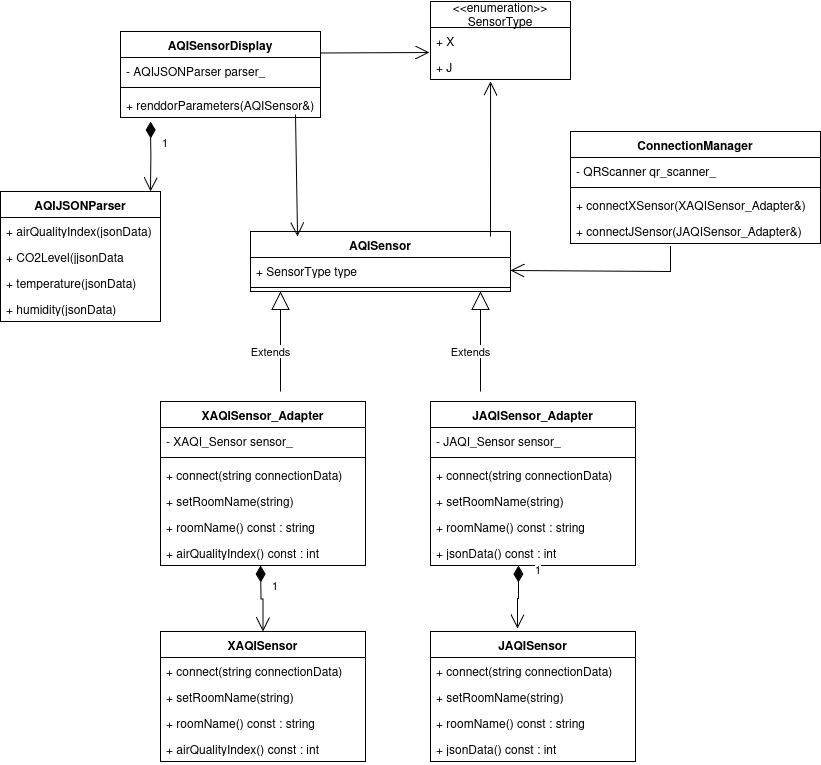 <<enumeration>>
SensorType
+ X
+ J
AQISensorDisplay
- AQIJSONParser parser_
+ renddorParameters(AQISensor&)
1
ConnectionManager
- QRScanner qr_scanner_
+ connectXSensor(XAQISensor_Adapter&)
+ connectJSensor(JAQISensor_Adapter&)
AQIJSONParser
+ airQualityIndex(jsonData)
+ CO2Level(jjsonData
+ temperature(jsonData)
+ humidity(jsonData)
AQISensor
+ SensorType type
Extends
Extends
XAQISensor_Adapter
- XAQI_Sensor sensor_
+ connect(string connectionData)
+ setRoomName(string)
+ roomName() const : string
+ airQualityIndex() const : int
1
JAQISensor_Adapter
- JAQI_Sensor sensor_
+ connect(string connectionData)
+ setRoomName(string)
+ roomName() const : string
+ jsonData() const : int
1
XAQISensor
+ connect(string connectionData)
+ setRoomName(string)
+ roomName() const : string
+ airQualityIndex() const : int
JAQISensor
+ connect(string connectionData)
+ setRoomName(string)
+ roomName() const : string
+ jsonData() const : int